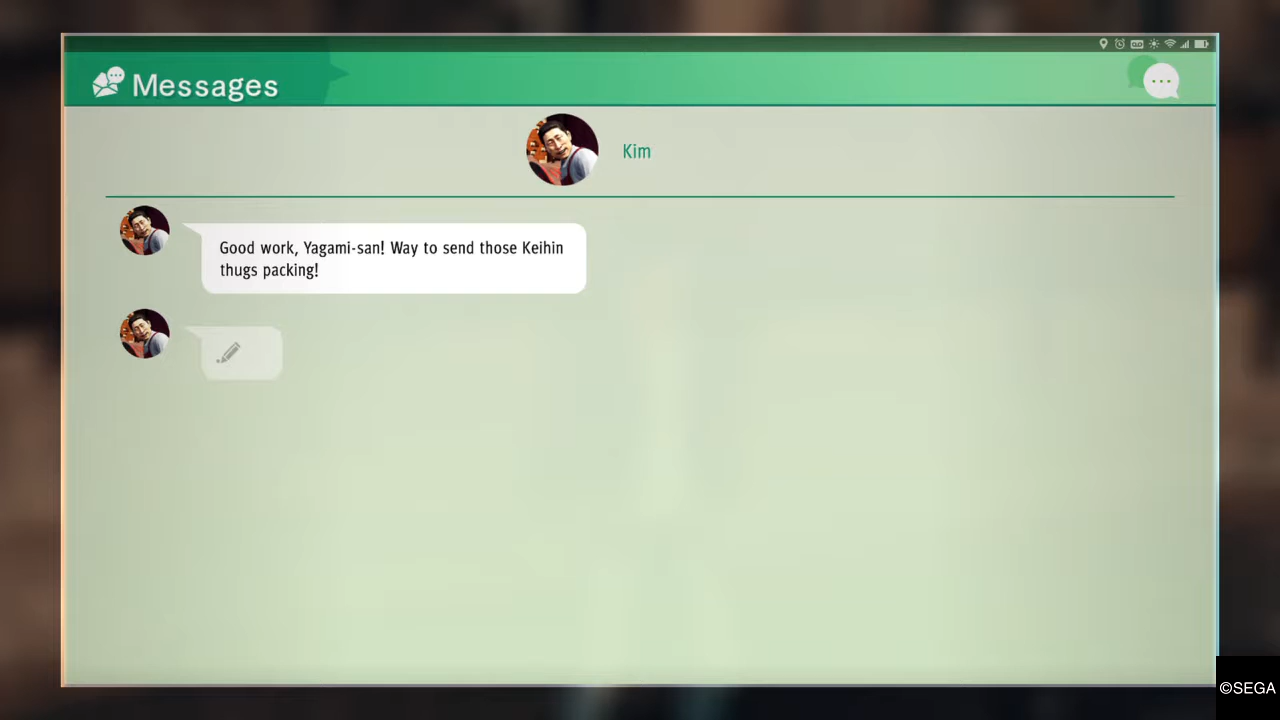 Messages
Kim
Good work, Yagami-san! Way to send those Keihin
thugs packing!
©SEGA